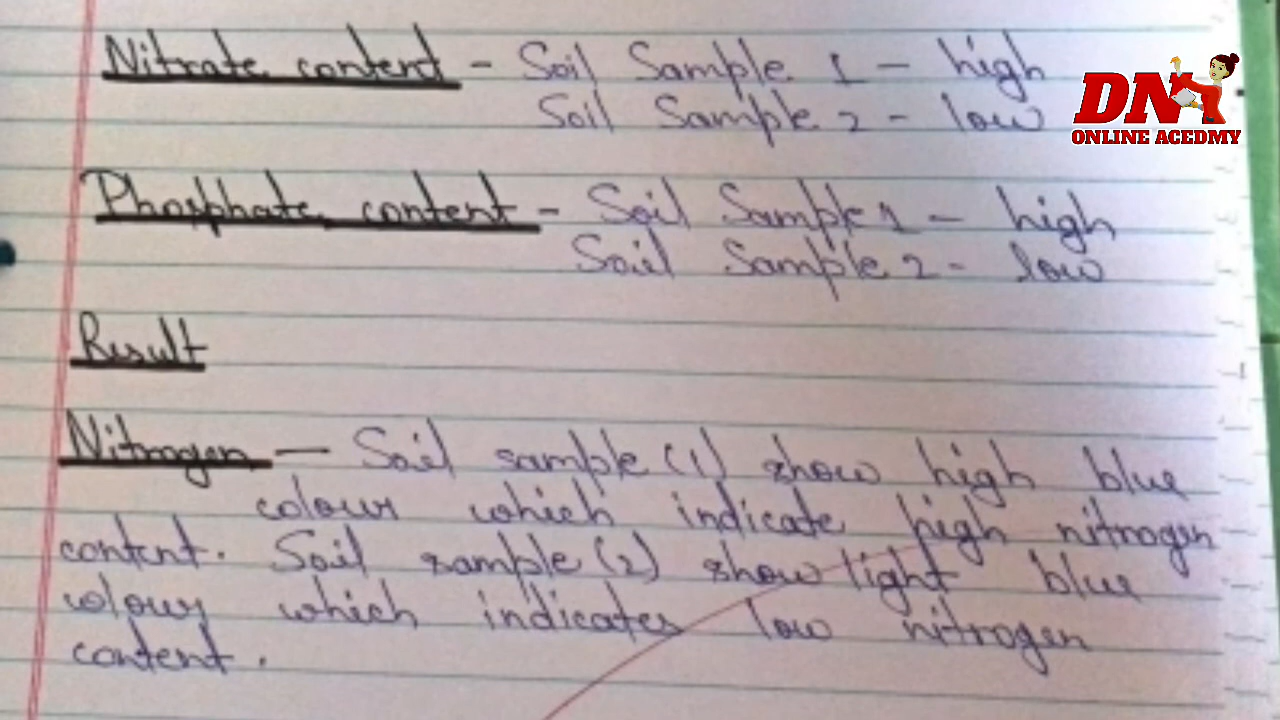 Nitrate content - Soil Sample 1 - high
Soil Sample 2 - low
DN
ONLINE ACEDMY
Phosphate content - Soil Sample 1 - high
Soil Sample 2 - low
Result
Nitrogen - Soil sample (1) show high blue
colour which indicate high nitrogen
content. Soil sample (2) show light blue
colour which indicates low nitrogen
content.